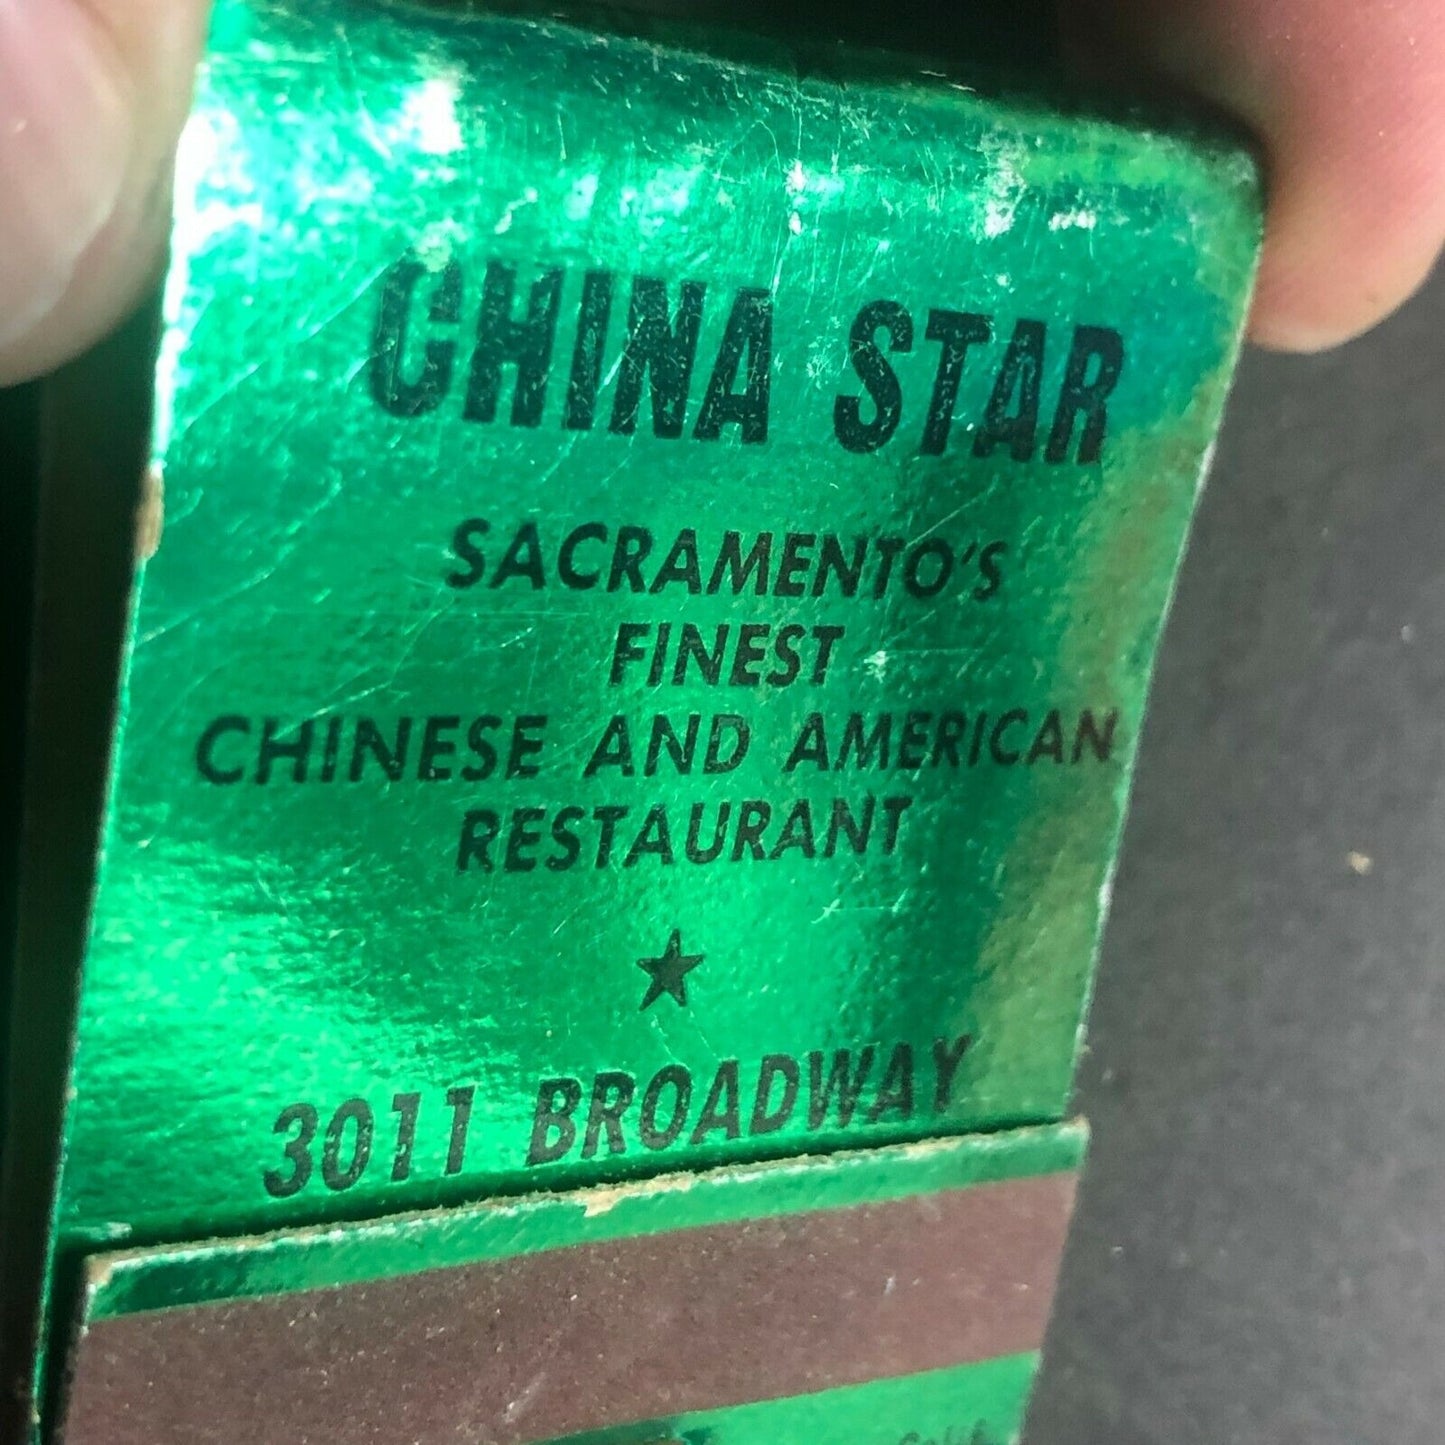 CHINA STAR
SACRAMENTO'S
FINEST
CHINESE AND AMERICAN
RESTAURANT
3011 BROADWAY